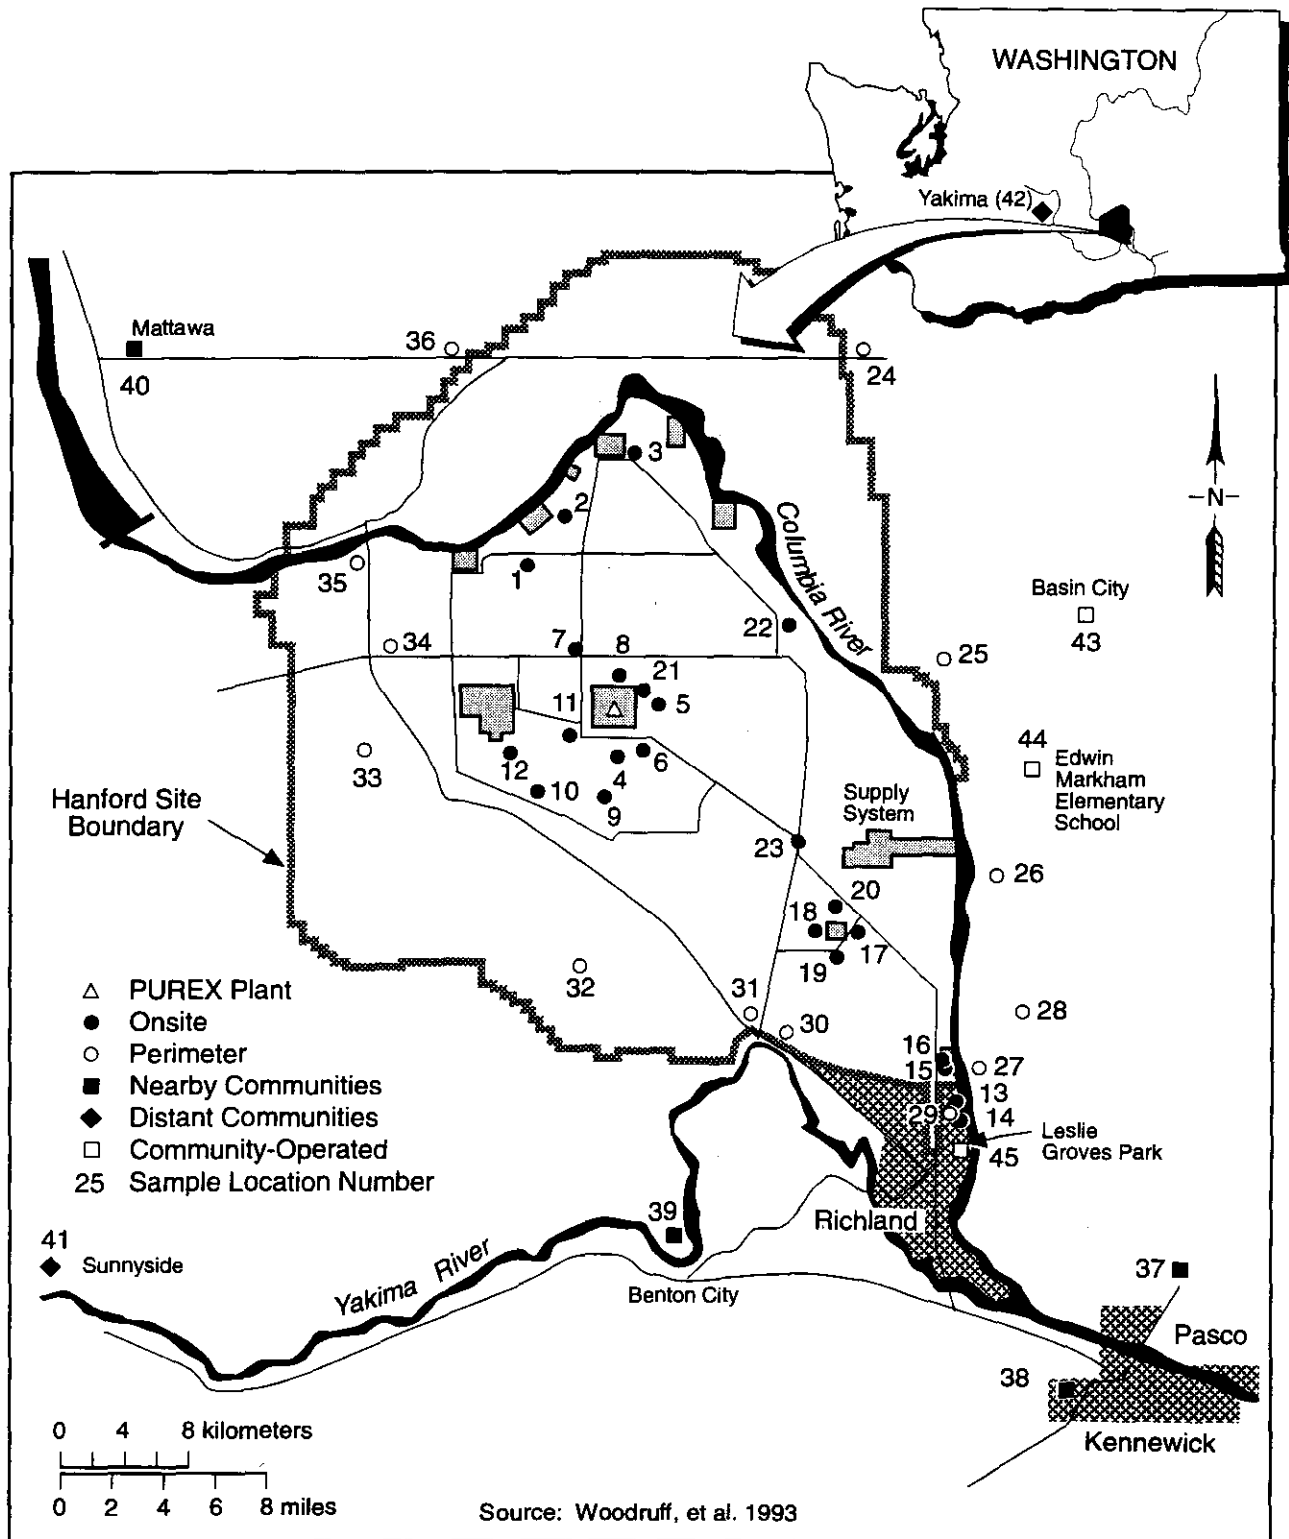 WASHINGTON
Yakima (42)
Mattawa
40
36
24
3
2
1
Columbia River
N
35
34
7
8
22
21
5
11
25
Basin City
43
33
12
10
4
6
9
44
Edwin
Markham
Elementary
School
Hanford Site
Boundary
Supply
System
23
26
20
18
17
19
32
31
30
28
16
15
27
13
29
14
45
Leslie
Groves Park
PUREX Plant
Onsite
Perimeter
Nearby Communities
Distant Communities
Community-Operated
25 Sample Location Number
Richland
39
41
Sunnyside
Yakima River
Benton City
37
Pasco
38
Kennewick
0 4 8 kilometers
0 2 4 6 8 miles
Source: Woodruff, et al. 1993